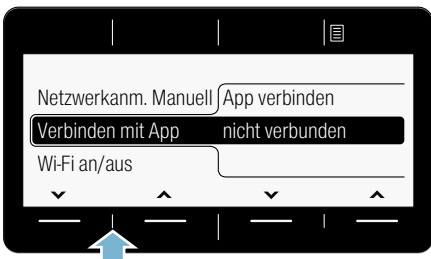 Netzwerkanm. Manuell App verbinden
Verbinden mit App nicht verbunden
Wi-Fi an/aus